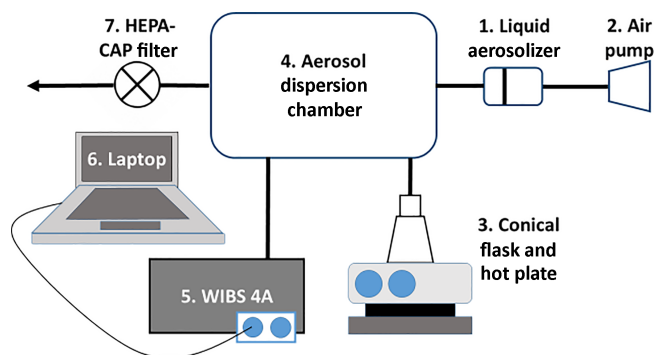 7. HEPA-
CAP filter
4. Aerosol
dispersion
chamber
1. Liquid
aerosolizer
2. Air
pump
6. Laptop
3. Conical
flask and
hot plate
5. WIBS 4A